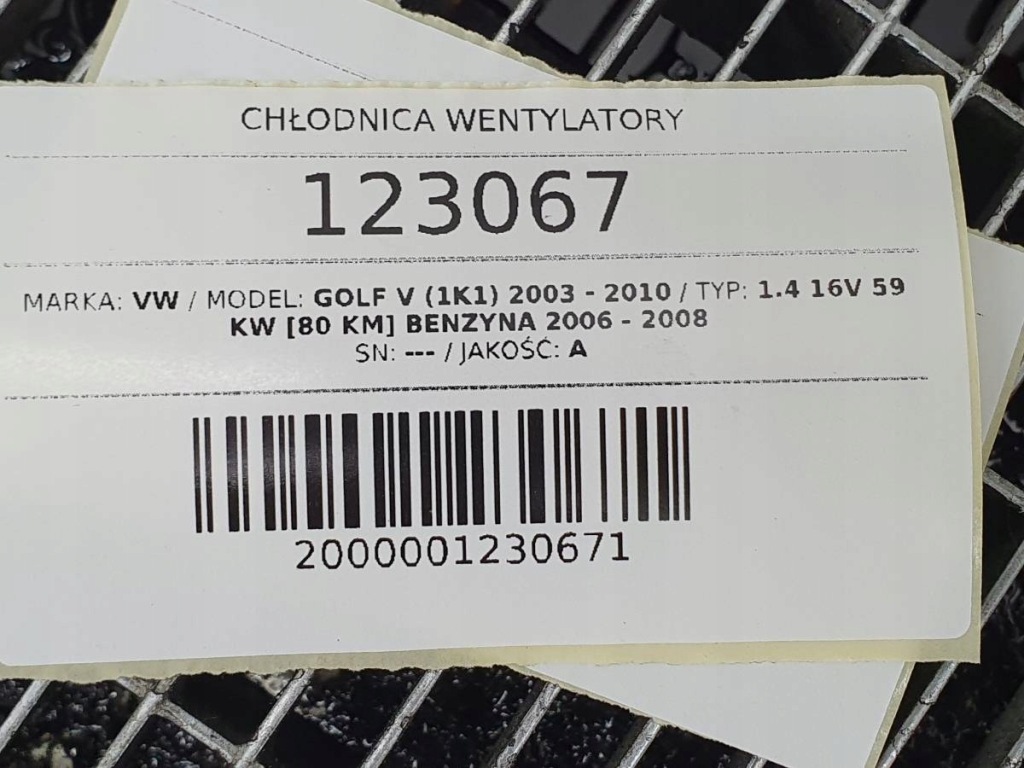 CHŁODNICA WENTYLATORY
123067
MARKA: VW / MODEL: GOLF V (1K1) 2003 - 2010 / TYP: 1.4 16V 59
KW [80 KM] BENZYNA 2006 - 2008
SN: --- / JAKOŚĆ: A
2000001230671